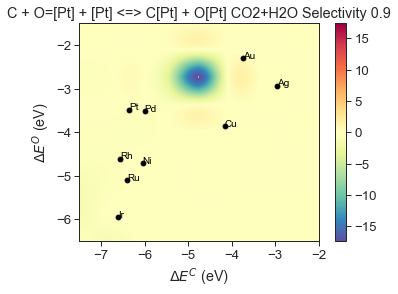 C + O=[Pt] + [Pt] <=> C[Pt] + O[Pt] CO2+H2O Selectivity 0.9
−2
−3
−4
−5
−6
ΔE^O (eV)
Au
Ag
Pt
Pd
Cu
Rh
Ni
Ru
Ir
−7
−6
−5
−4
−3
−2
ΔE^C (eV)
15
10
5
0
−5
−10
−15